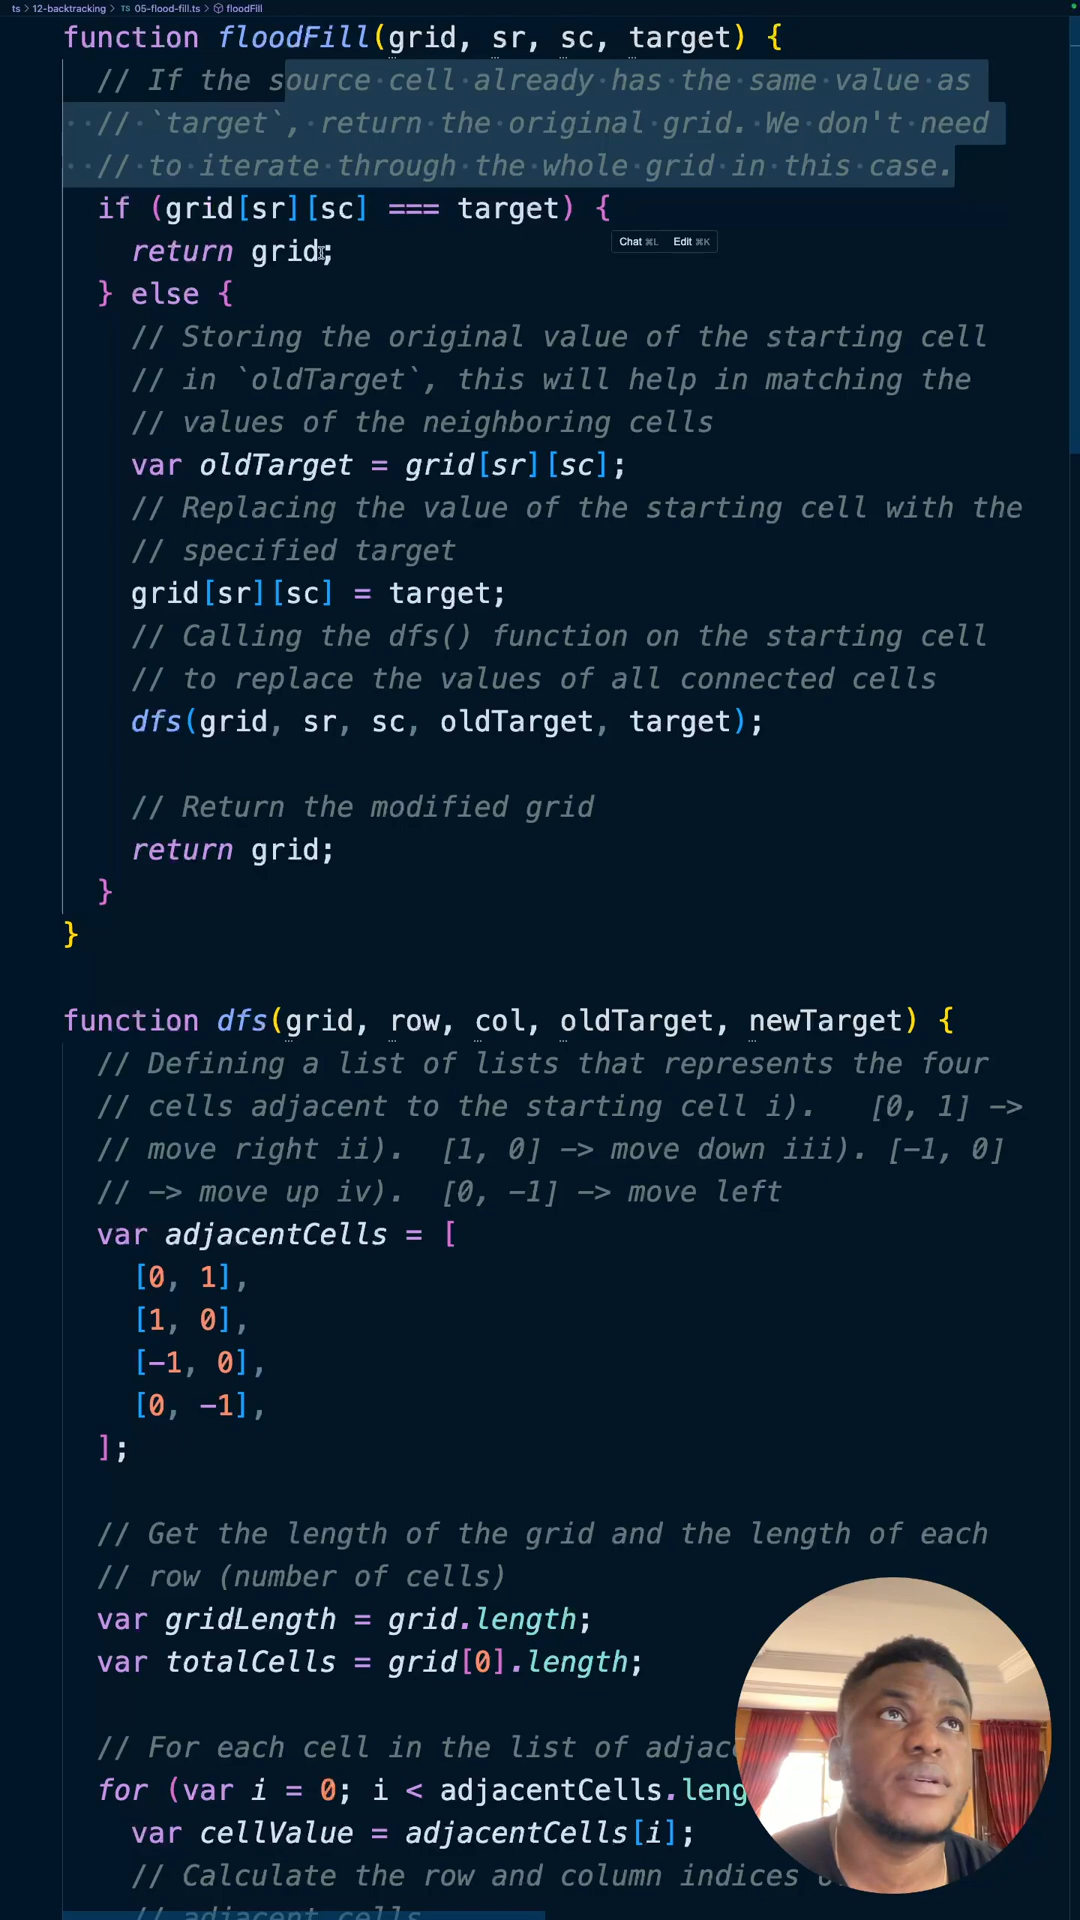 ts > 12-backtracking > TS 05-flood-fill.ts > floodFill
function floodFill(grid, sr, sc, target) {
// If the source cell already has the same value as
// `target`, return the original grid. We don't need
// to iterate through the whole grid in this case.
if (grid[sr][sc] === target) {
return grid;
Chat ⌘L Edit ⌘K
} else {
// Storing the original value of the starting cell
// in `oldTarget`, this will help in matching the
// values of the neighboring cells
var oldTarget = grid[sr][sc];
// Replacing the value of the starting cell with the
// specified target
grid[sr][sc] = target;
// Calling the dfs() function on the starting cell
// to replace the values of all connected cells
dfs(grid, sr, sc, oldTarget, target);
// Return the modified grid
return grid;
}
}
function dfs(grid, row, col, oldTarget, newTarget) {
// Defining a list of lists that represents the four
// cells adjacent to the starting cell i).   [0, 1] —>
// move right ii).  [1, 0] —> move down iii). [—1, 0]
// —> move up iv).  [0, —1] —> move left
var adjacentCells = [
[0, 1],
[1, 0],
[—1, 0],
[0, —1],
];
// Get the length of the grid and the length of each
// row (number of cells)
var gridLength = grid.length;
var totalCells = grid[0].length;
// For each cell in the list of
for (var i = 0; i < adjacentCells.
var cellValue = adjacentCells[i];
// Calculate the row and column indices
// adjacent cells